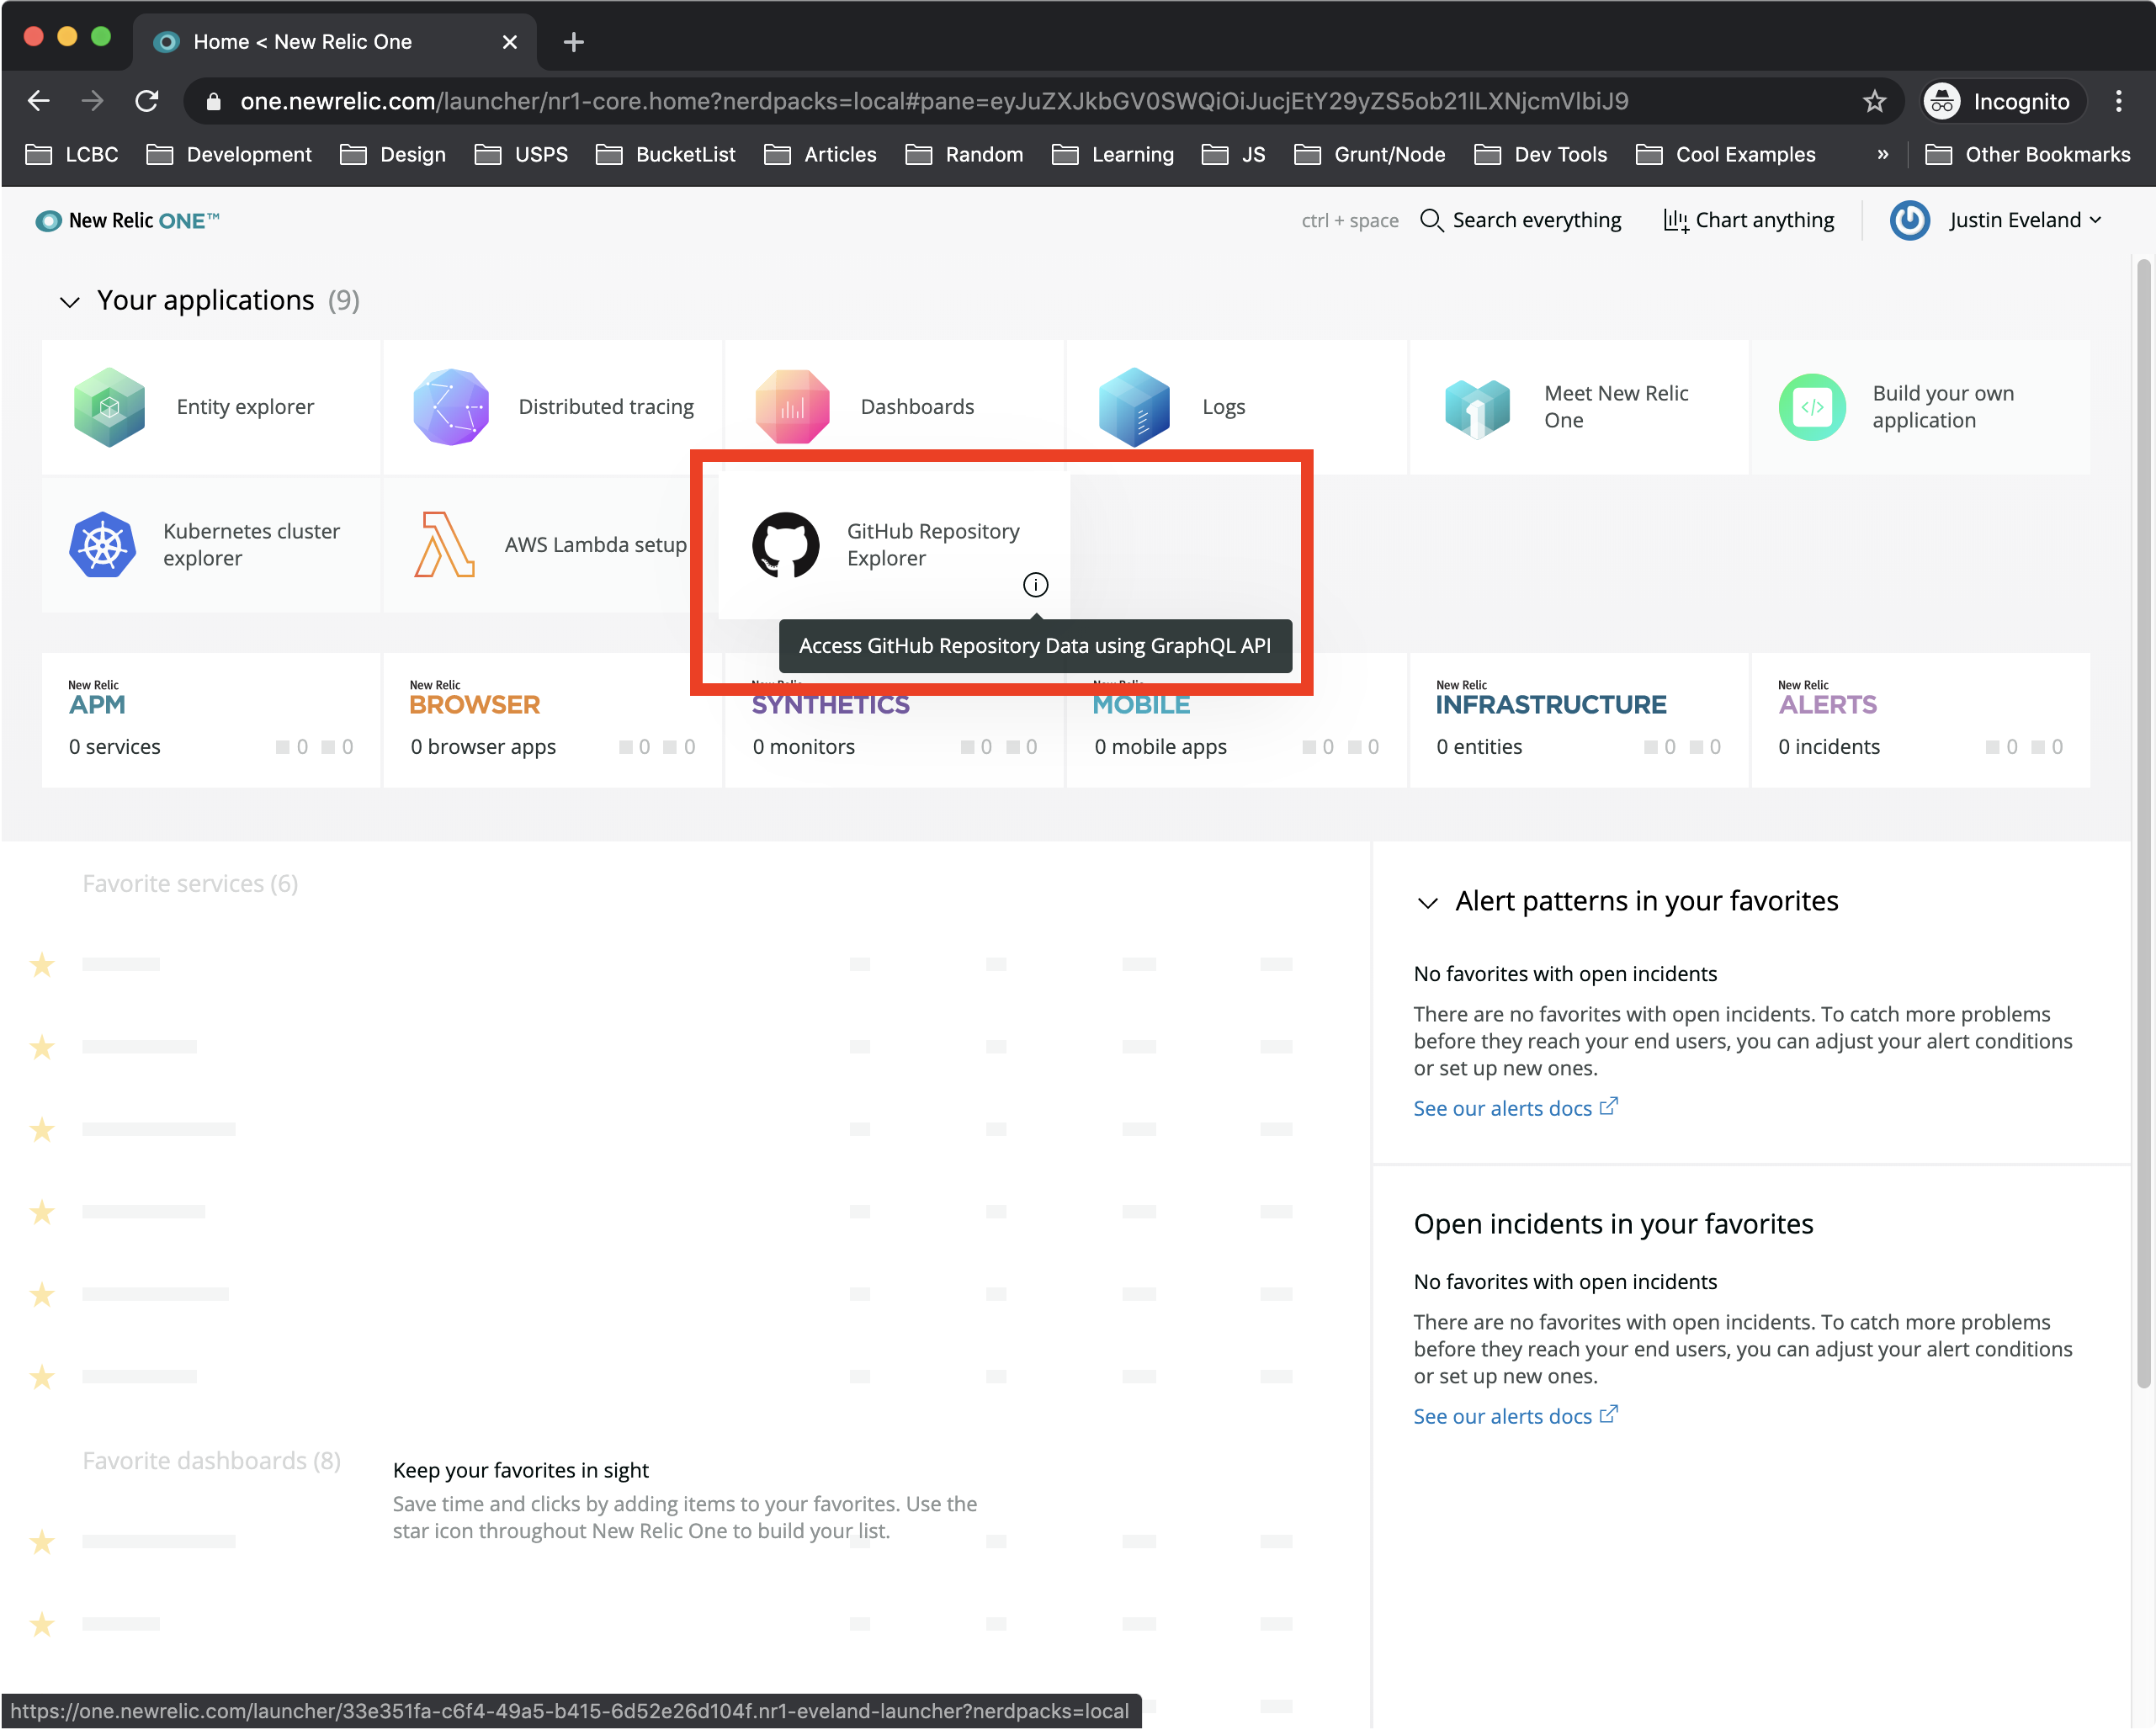 Home < New Relic One
one.newrelic.com/launcher/nr1-core.home?nerdpacks=local#pane=eyJuZXJkbGV0SWQiOiJucjEtY29yZS5ob21lLXNjcmVlbiJ9
Incognito
LCBC Development Design USPS BucketList Articles Random Learning JS Grunt/Node Dev Tools Cool Examples » Other Bookmarks
New Relic ONE™
ctrl + space Search everything Chart anything Justin Eveland
Your applications (9)
Entity explorer
Distributed tracing
Dashboards
Logs
Meet New Relic
One
Build your own
application
Kubernetes cluster
explorer
AWS Lambda setup
GitHub Repository
Explorer
Access GitHub Repository Data using GraphQL API
New Relic
APM
0 services 0 0
New Relic
BROWSER
0 browser apps 0 0
SYNTHETICS
0 monitors 0 0
MOBILE
0 mobile apps 0 0
New Relic
INFRASTRUCTURE
0 entities 0 0
New Relic
ALERTS
0 incidents 0 0
Favorite services (6)
Favorite dashboards (8)
Keep your favorites in sight
Save time and clicks by adding items to your favorites. Use the
star icon throughout New Relic One to build your list.
Alert patterns in your favorites
No favorites with open incidents
There are no favorites with open incidents. To catch more problems
before they reach your end users, you can adjust your alert conditions
or set up new ones.
See our alerts docs
Open incidents in your favorites
No favorites with open incidents
There are no favorites with open incidents. To catch more problems
before they reach your end users, you can adjust your alert conditions
or set up new ones.
See our alerts docs
https://one.newrelic.com/launcher/33e351fa-c6f4-49a5-b415-6d52e26d104f.nr1-eveland-launcher?nerdpacks=local